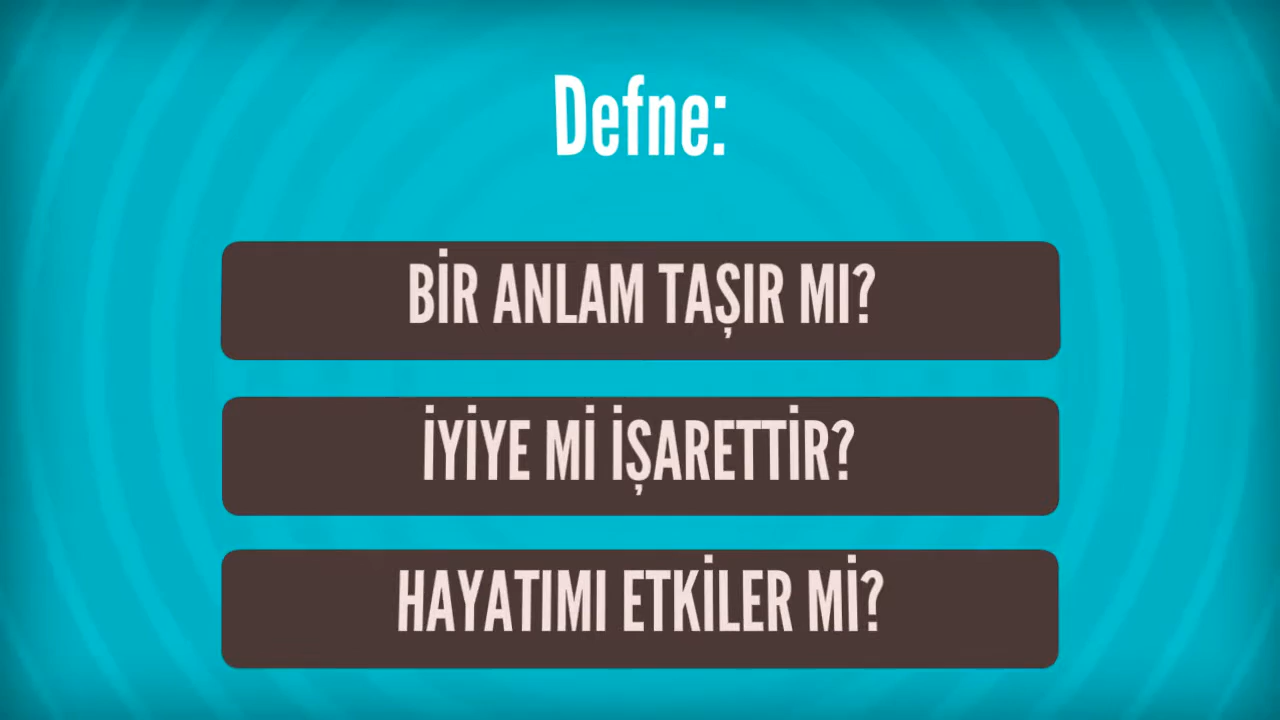 Defne:
BİR ANLAM TAŞIR MI?
İYİYE Mİ İŞARETTİR?
HAYATIMI ETKİLER Mİ?